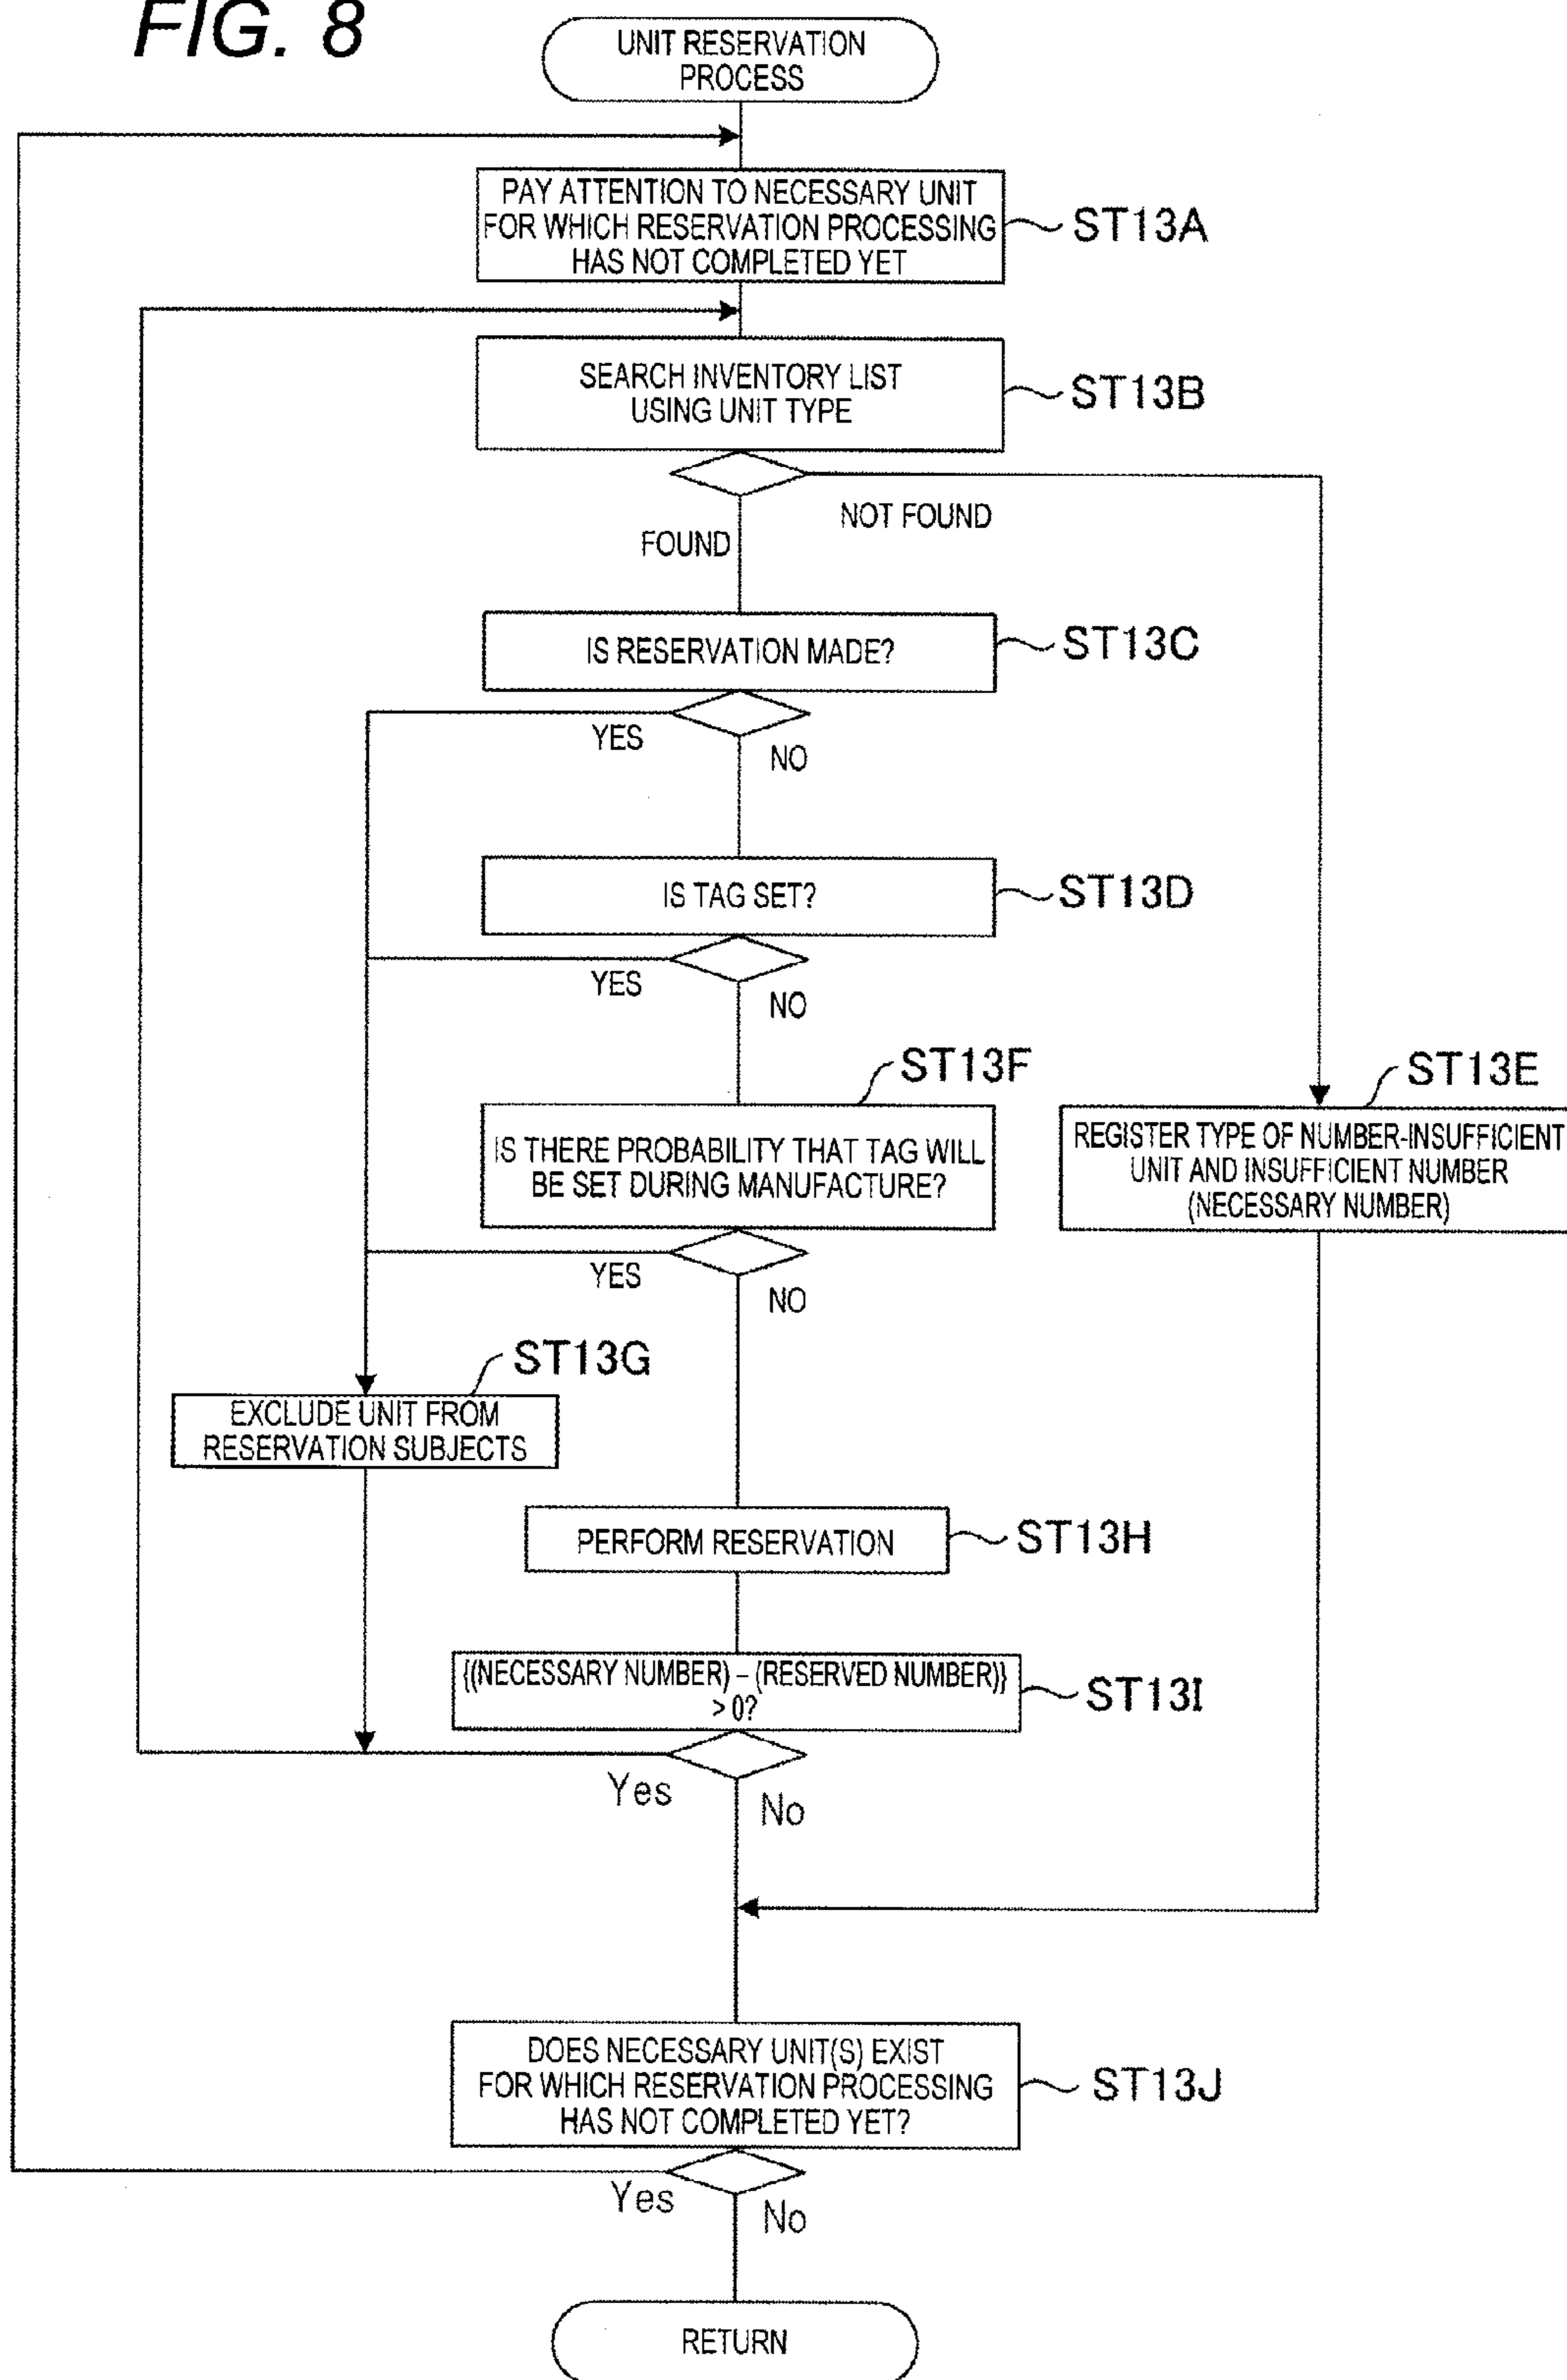 FIG. 8
UNIT RESERVATION
PROCESS
PAY ATTENTION TO NECESSARY UNIT
FOR WHICH RESERVATION PROCESSING
HAS NOT COMPLETED YET
ST13A
SEARCH INVENTORY LIST
USING UNIT TYPE
ST13B
NOT FOUND
FOUND
IS RESERVATION MADE?
ST13C
YES
NO
IS TAG SET?
ST13D
YES
NO
ST13F
IS THERE PROBABILITY THAT TAG WILL
BE SET DURING MANUFACTURE?
ST13E
REGISTER TYPE OF NUMBER-INSUFFICIENT
UNIT AND INSUFFICIENT NUMBER
(NECESSARY NUMBER)
YES
NO
ST13G
EXCLUDE UNIT FROM
RESERVATION SUBJECTS
PERFORM RESERVATION
ST13H
{(NECESSARY NUMBER) – (RESERVED NUMBER)}
> 0?
ST13I
Yes
No
DOES NECESSARY UNIT(S) EXIST
FOR WHICH RESERVATION PROCESSING
HAS NOT COMPLETED YET?
ST13J
Yes
No
RETURN